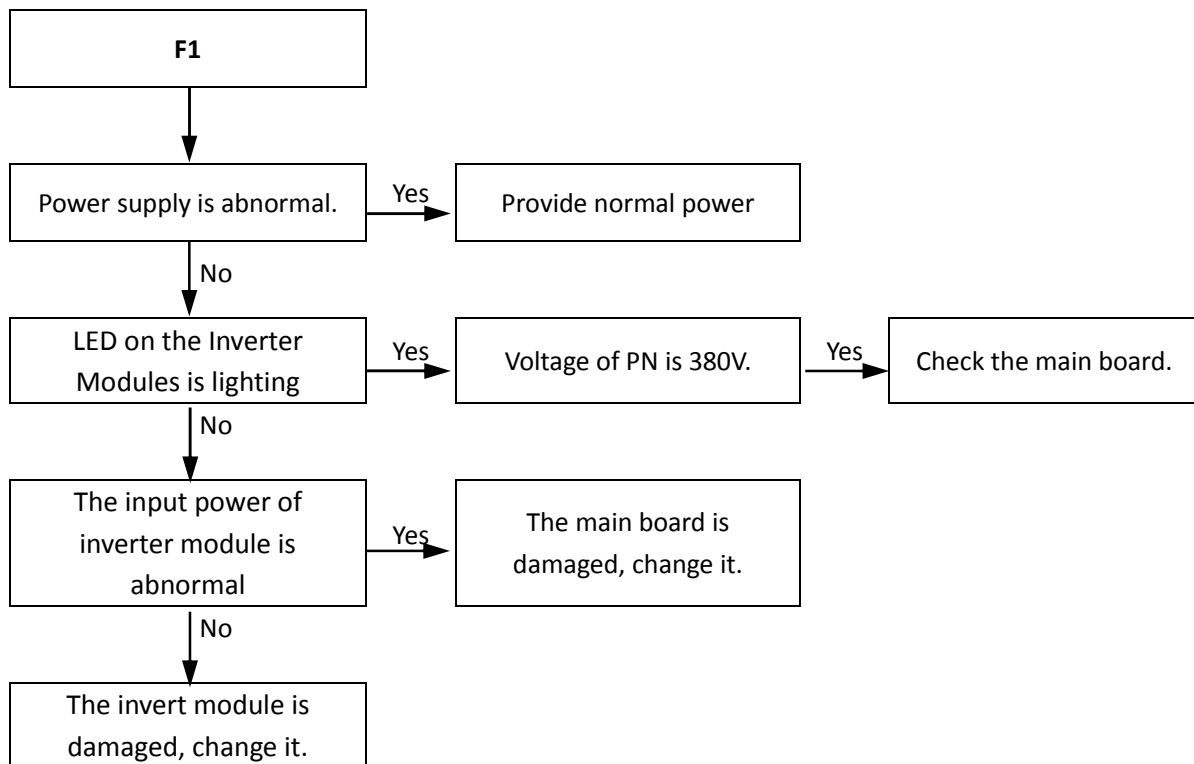 F1
Power supply is abnormal.
Yes
Provide normal power
No
LED on the Inverter
Modules is lighting
Yes
Voltage of PN is 380V.
Yes
Check the main board.
No
The input power of
inverter module is
abnormal
Yes
The main board is
damaged, change it.
No
The invert module is
damaged, change it.